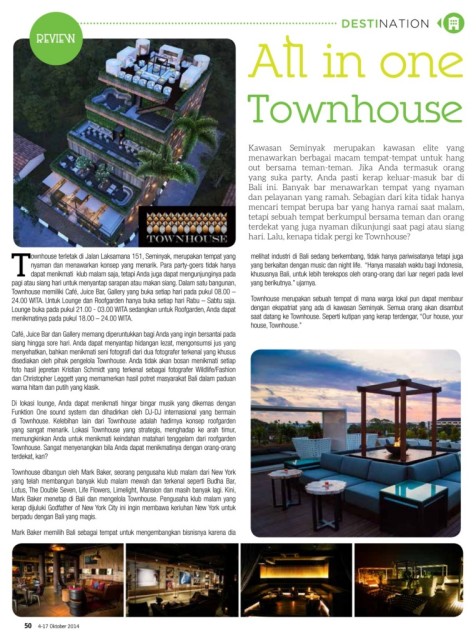 DESTINATION
REVIEW
All in one
Townhouse
Kawasan Seminyak merupakan kawasan elite yang
menawarkan berbagai macam tempat-tempat untuk hang
out bersama teman-teman. Jika Anda termasuk orang
yang suka party, Anda pasti kerap keluar-masuk bar di
Bali ini. Banyak bar menawarkan tempat yang nyaman
dan pelayanan yang ramah. Sebagian dari kita tidak hanya
mencari tempat berupa bar yang hanya ramai saat malam,
tetapi sebuah tempat berkumpul bersama teman dan orang
terdekat yang juga nyaman dikunjungi saat pagi atau siang
hari. Lalu, kenapa tidak pergi ke Townhouse?
TOWNHOUSE
Townhouse terletak di Jalan Laksamana 151, Seminyak, merupakan tempat yang
nyaman dan menawarkan konsep yang menarik. Para party-goers tidak hanya
dapat menikmati klub malam saja, tetapi Anda juga dapat mengunjunginya pada
pagi atau siang hari untuk menyantap sarapan atau makan siang. Dalam satu bangunan,
Townhouse memiliki Café, Juice Bar, Gallery yang buka setiap hari pada pukul 08.00 –
24.00 WITA. Untuk Lounge dan Roofgarden hanya buka setiap hari Rabu – Sabtu saja.
Lounge buka pada pukul 21.00 - 03.00 WITA sedangkan untuk Roofgarden, Anda dapat
menikmatinya pada pukul 18.00 – 24.00 WITA.
Café, Juice Bar dan Gallery memang diperuntukkan bagi Anda yang ingin bersantai pada
siang hingga sore hari. Anda dapat menyantap hidangan lezat, mengonsumsi jus yang
menyehatkan, bahkan menikmati seni fotografi dari dua fotografer terkenal yang khusus
disediakan oleh pihak pengelola Townhouse. Anda tidak akan bosan menikmati setiap
foto hasil jepretan Kristian Schmidt yang terkenal sebagai fotografer Wildlife/Fashion
dan Christopher Leggett yang memamerkan hasil potret masyarakat Bali dalam paduan
warna hitam dan putih yang klasik.
Di lokasi lounge, Anda dapat menikmati hingar bingar musik yang dikemas dengan
Funktion One sound system dan dihadirkan oleh DJ-DJ internasional yang bermain
di Townhouse. Kelebihan lain dari Townhouse adalah hadirnya konsep roofgarden
yang sangat menarik. Lokasi Townhouse yang strategis, menghadap ke arah timur,
memungkinkan Anda untuk menikmati keindahan matahari tenggelam dari roofgarden
Townhouse. Sangat menyenangkan bila Anda dapat menikmatinya dengan orang-orang
terdekat, kan?
Townhouse dibangun oleh Mark Baker, seorang pengusaha klub malam dari New York
yang telah membangun banyak klub malam mewah dan terkenal seperti Budha Bar,
Lotus, The Double Seven, Life Flowers, Limelight, Mansion dan masih banyak lagi. Kini,
Mark Baker menetap di Bali dan mengelola Townhouse. Pengusaha klub malam yang
kerap dijuluki Godfather of New York City ini ingin membawa keriuhan New York untuk
berpadu dengan Bali yang magis.
Mark Baker memilih Bali sebagai tempat untuk mengembangkan bisnisnya karena dia
melihat industri di Bali sedang berkembang, tidak hanya pariwisatanya tetapi juga
yang berkaitan dengan music dan night life. "Hanya masalah waktu bagi Indonesia,
khususnya Bali, untuk lebih terekspos oleh orang-orang dari luar negeri pada level
yang berikutnya." ujarnya.
Townhouse merupakan sebuah tempat di mana warga lokal pun dapat membaur
dengan ekspatriat yang ada di kawasan Seminyak. Semua orang akan disambut
saat datang ke Townhouse. Seperti kutipan yang kerap terdengar, "Our house, your
house, Townhouse."
50 4-17 Oktober 2014